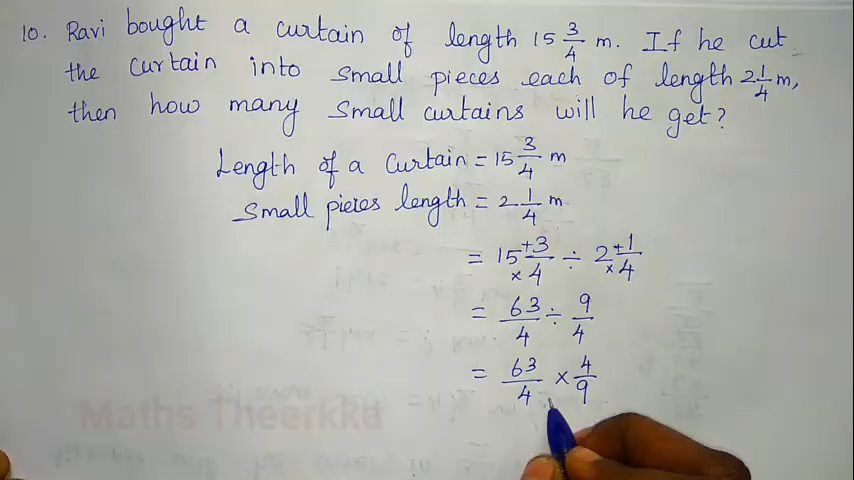 10. Ravi bought a curtain of length 15 3/4 m. If he cut
the curtain into small pieces each of length 2 1/4 m,
then how many small curtains will he get?
Length of a curtain = 15 3/4 m
Small pieces length = 2 1/4 m
= 15 + 3/× 4 ÷ 2 + 1/× 4
= 63/4 ÷ 9/4
= 63/4 × 4/9
Maths Theerkkd